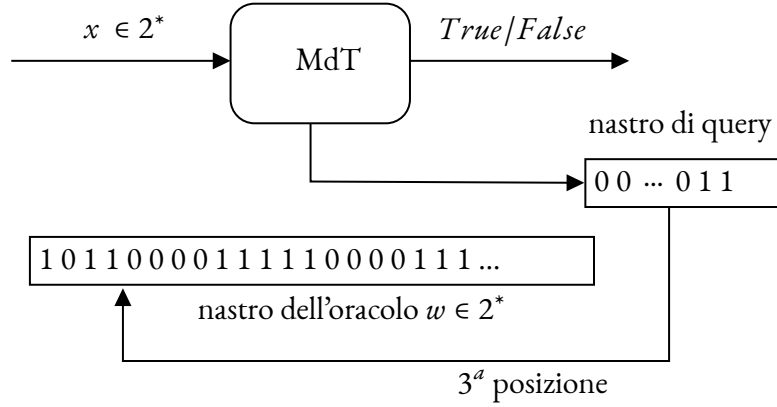 x ∈ 2* MdT True/False
nastro di query
0 0 ... 0 1 1
1 0 1 1 0 0 0 0 1 1 1 1 1 0 0 0 0 1 1 1 ...
nastro dell'oracolo w ∈ 2*
3ª posizione